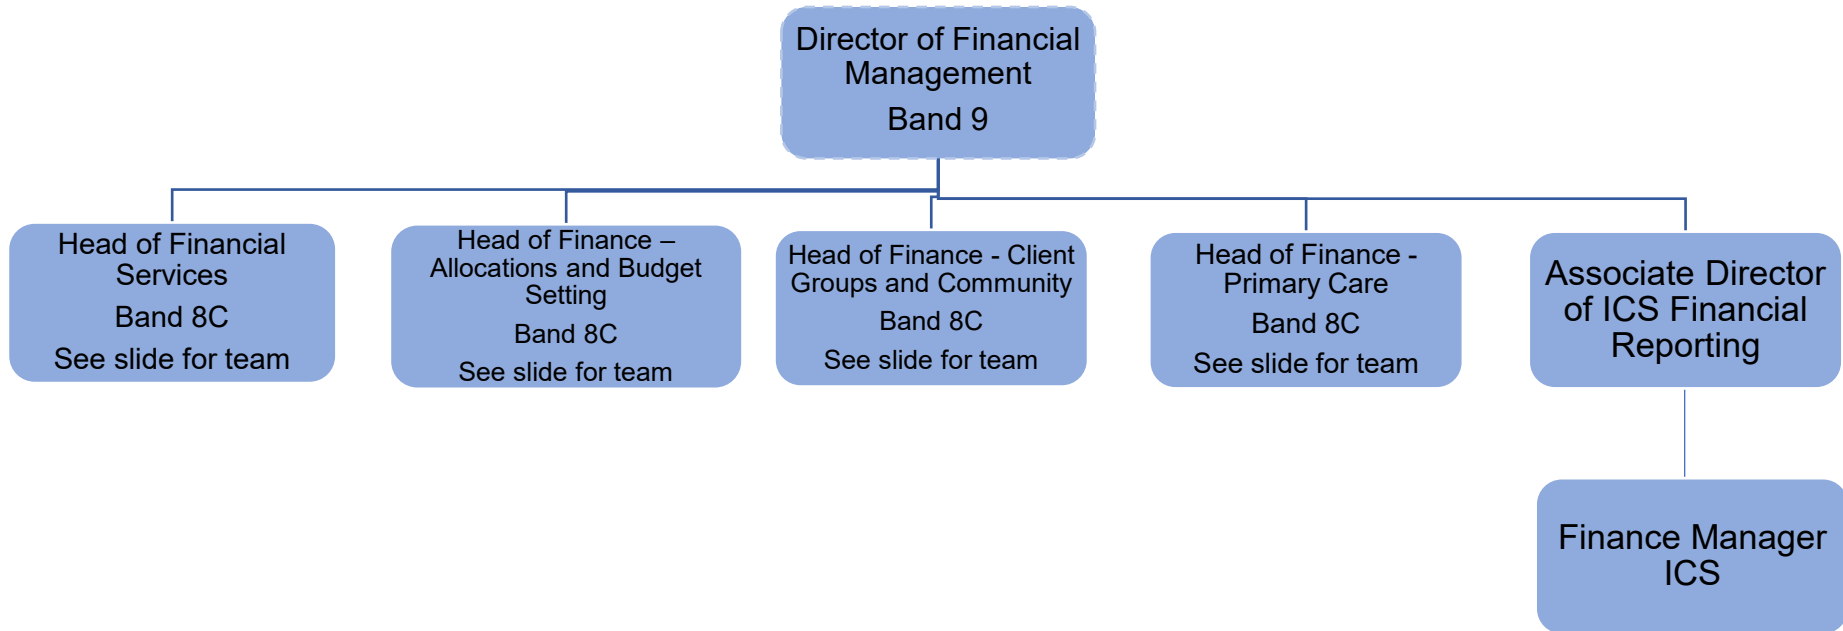 Director of Financial
Management
Band 9
Head of Financial
Services
Band 8C
See slide for team
Head of Finance –
Allocations and Budget
Setting
Band 8C
See slide for team
Head of Finance - Client
Groups and Community
Band 8C
See slide for team
Head of Finance -
Primary Care
Band 8C
See slide for team
Associate Director
of ICS Financial
Reporting
Finance Manager
ICS